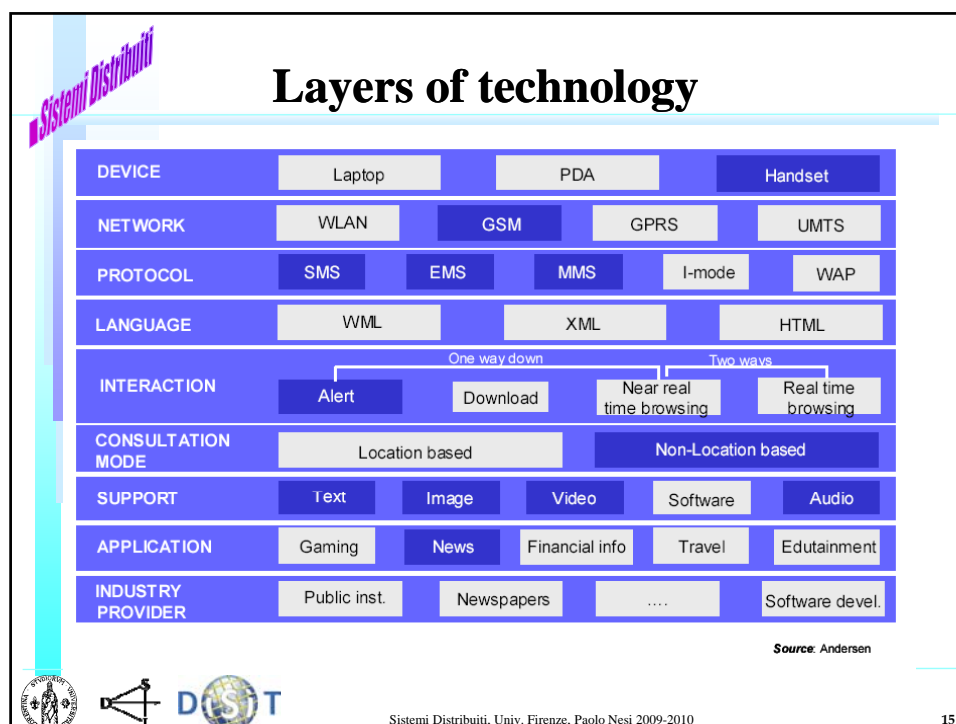 Sistemi Distribuiti
Layers of technology
DEVICE Laptop PDA Handset
NETWORK WLAN GSM GPRS UMTS
PROTOCOL SMS EMS MMS I-mode WAP
LANGUAGE WML XML HTML
One way down Two ways
INTERACTION Alert Download Near real time browsing Real time browsing
CONSULTATION MODE Location based Non-Location based
SUPPORT Text Image Video Software Audio
APPLICATION Gaming News Financial info Travel Edutainment
INDUSTRY PROVIDER Public inst. Newspapers .... Software devel.
Source: Andersen
DISIT
Sistemi Distribuiti, Univ. Firenze, Paolo Nesi 2009-2010
15